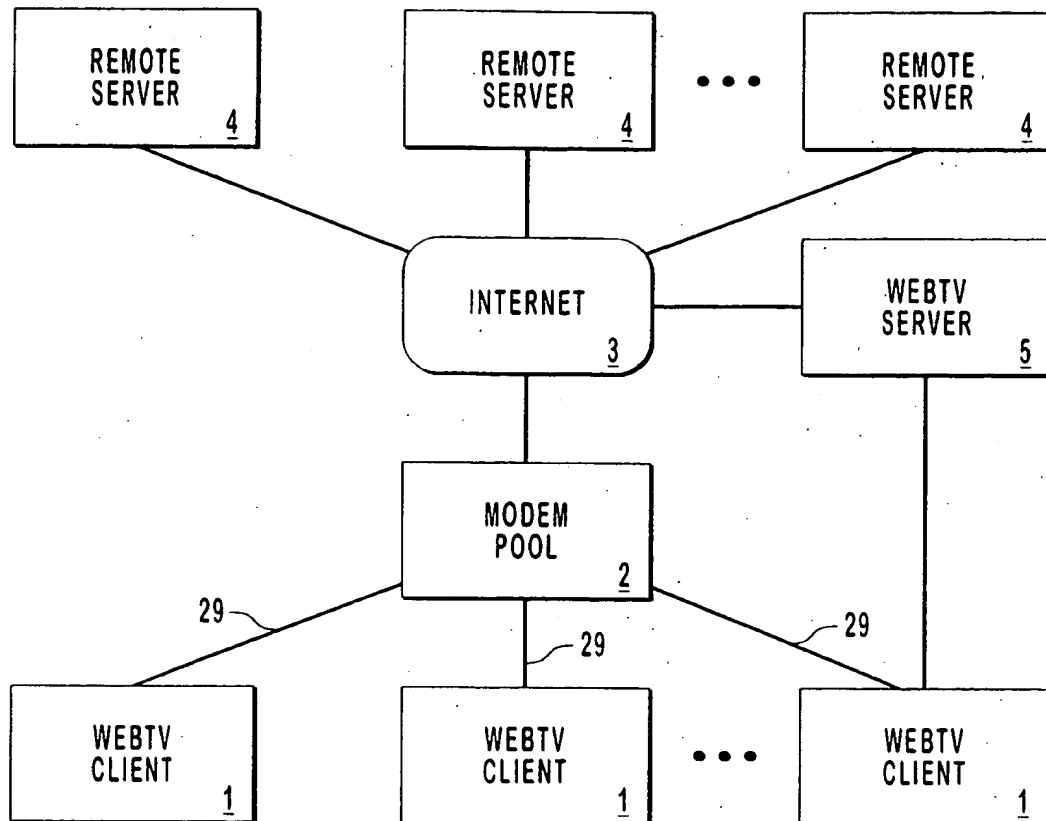 REMOTE
SERVER
4
REMOTE
SERVER
4
REMOTE
SERVER
4
INTERNET
3
WEBTV
SERVER
5
MODEM
POOL
2
29
29
29
WEBTV
CLIENT
1
WEBTV
CLIENT
1
WEBTV
CLIENT
1